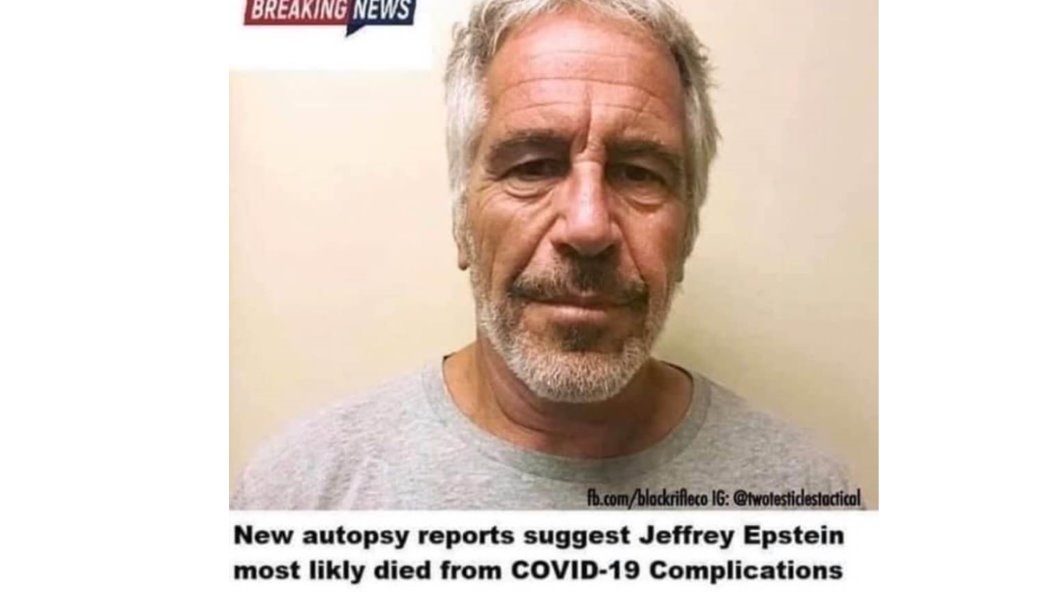 BREAKING NEWS
fb.com/blackrifleco IG: @twotesticlestactical
New autopsy reports suggest Jeffrey Epstein
most likly died from COVID-19 Complications